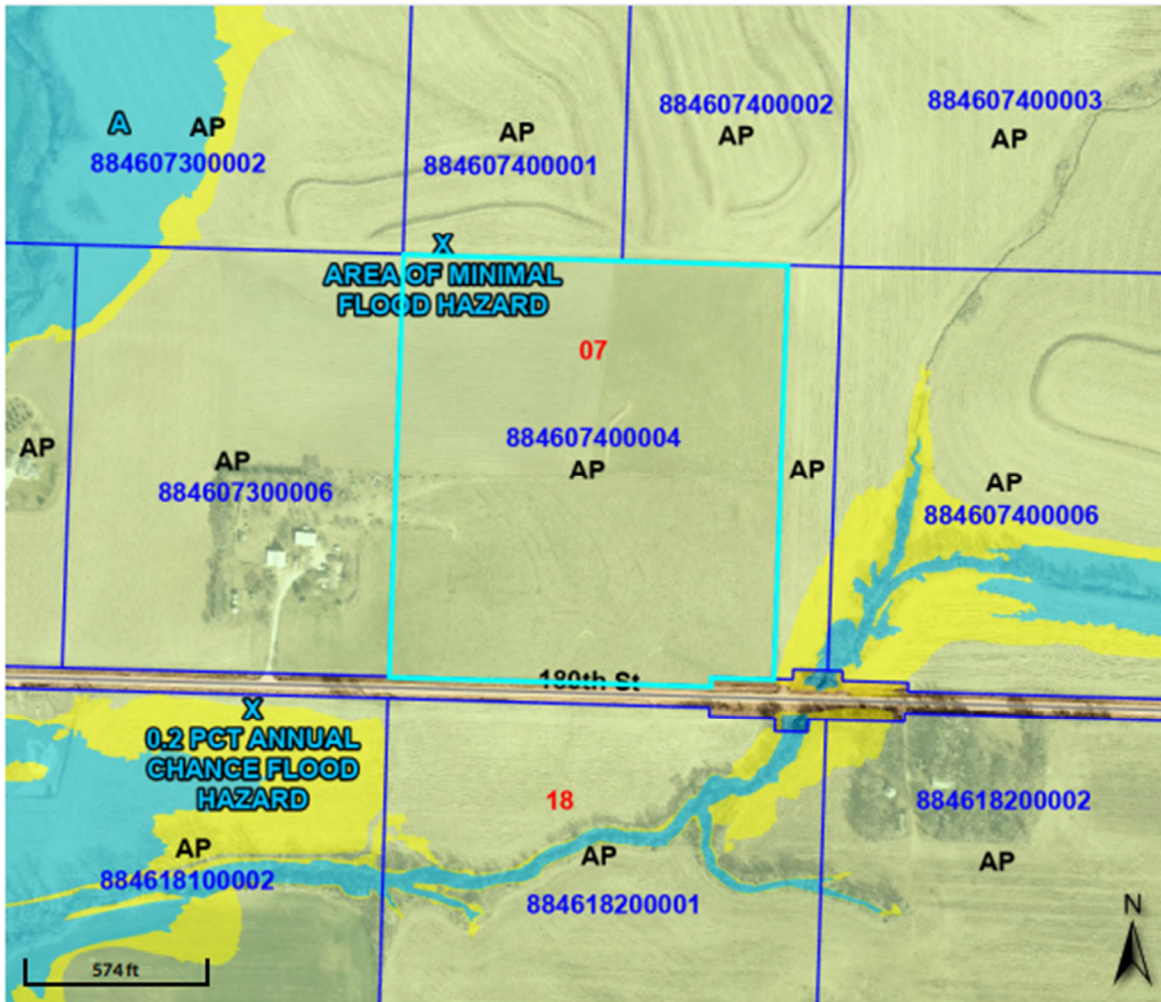 884607400002
884607400003
A
AP
AP
AP
AP
884607300002
884607400001
X
AREA OF MINIMAL
FLOOD HAZARD
07
884607400004
AP
AP
AP
AP
AP
884607300006
884607400006
180th St
X
0.2 PCT ANNUAL
CHANCE FLOOD
HAZARD
18
884618200002
AP
AP
AP
884618100002
884618200001
N
574 ft